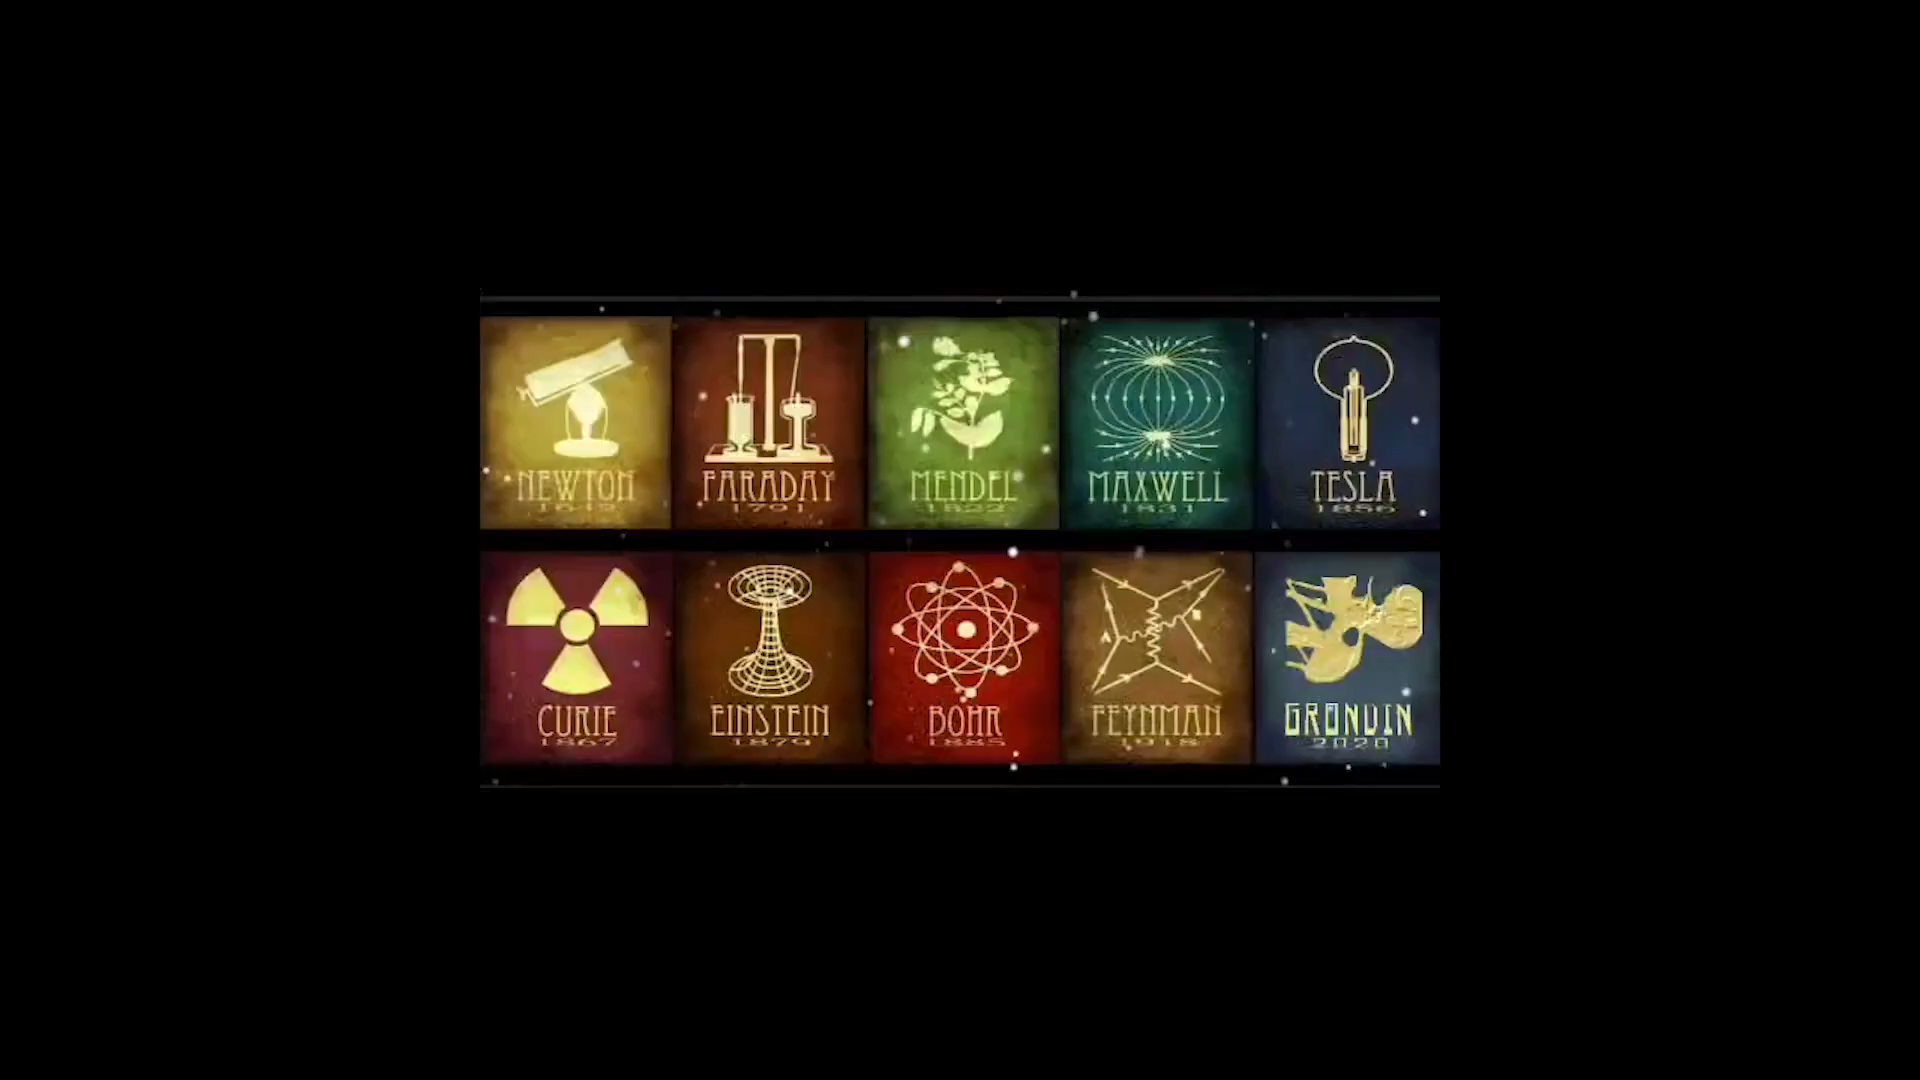 NEWTON
1642
FARADAY
1791
MENDEL
1822
MAXWELL
1831
TESLA
1856
CURIE
1867
EINSTEIN
1879
BOHR
1885
FEYNMAN
1918
A
B
GRONDIN
2020